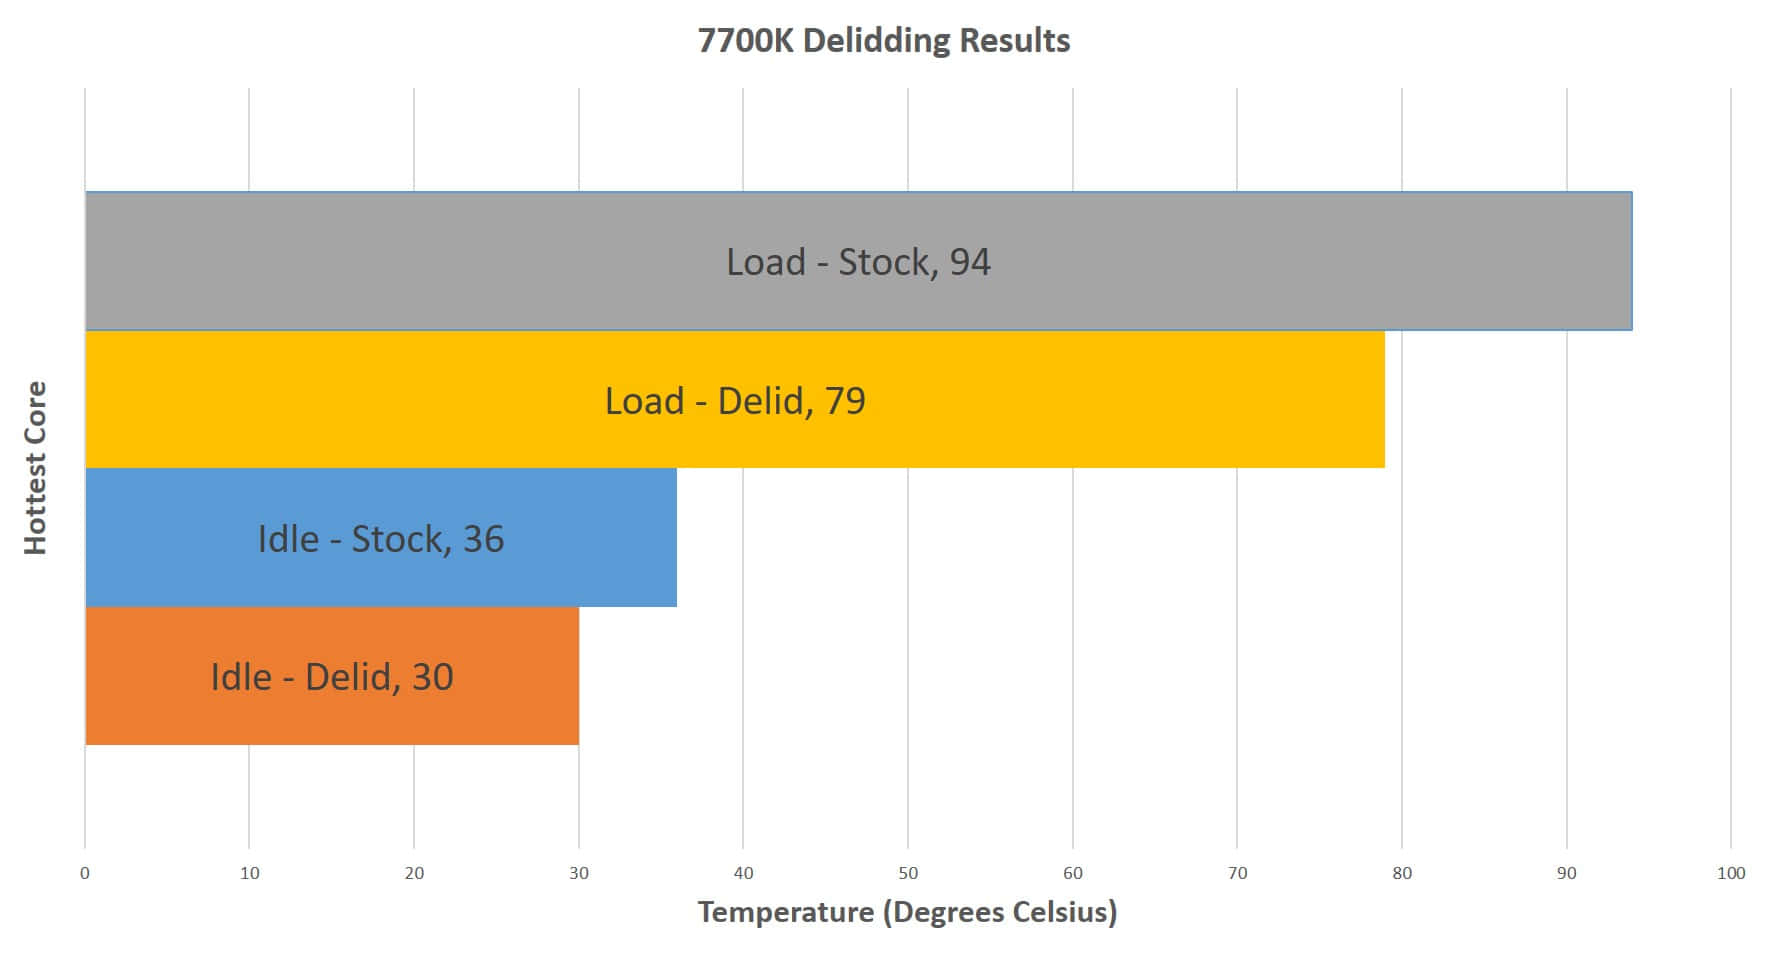 7700K Delidding Results
Hottest Core
Load - Stock, 94
Load - Delid, 79
Idle - Stock, 36
Idle - Delid, 30
0 10 20 30 40 50 60 70 80 90 100
Temperature (Degrees Celsius)